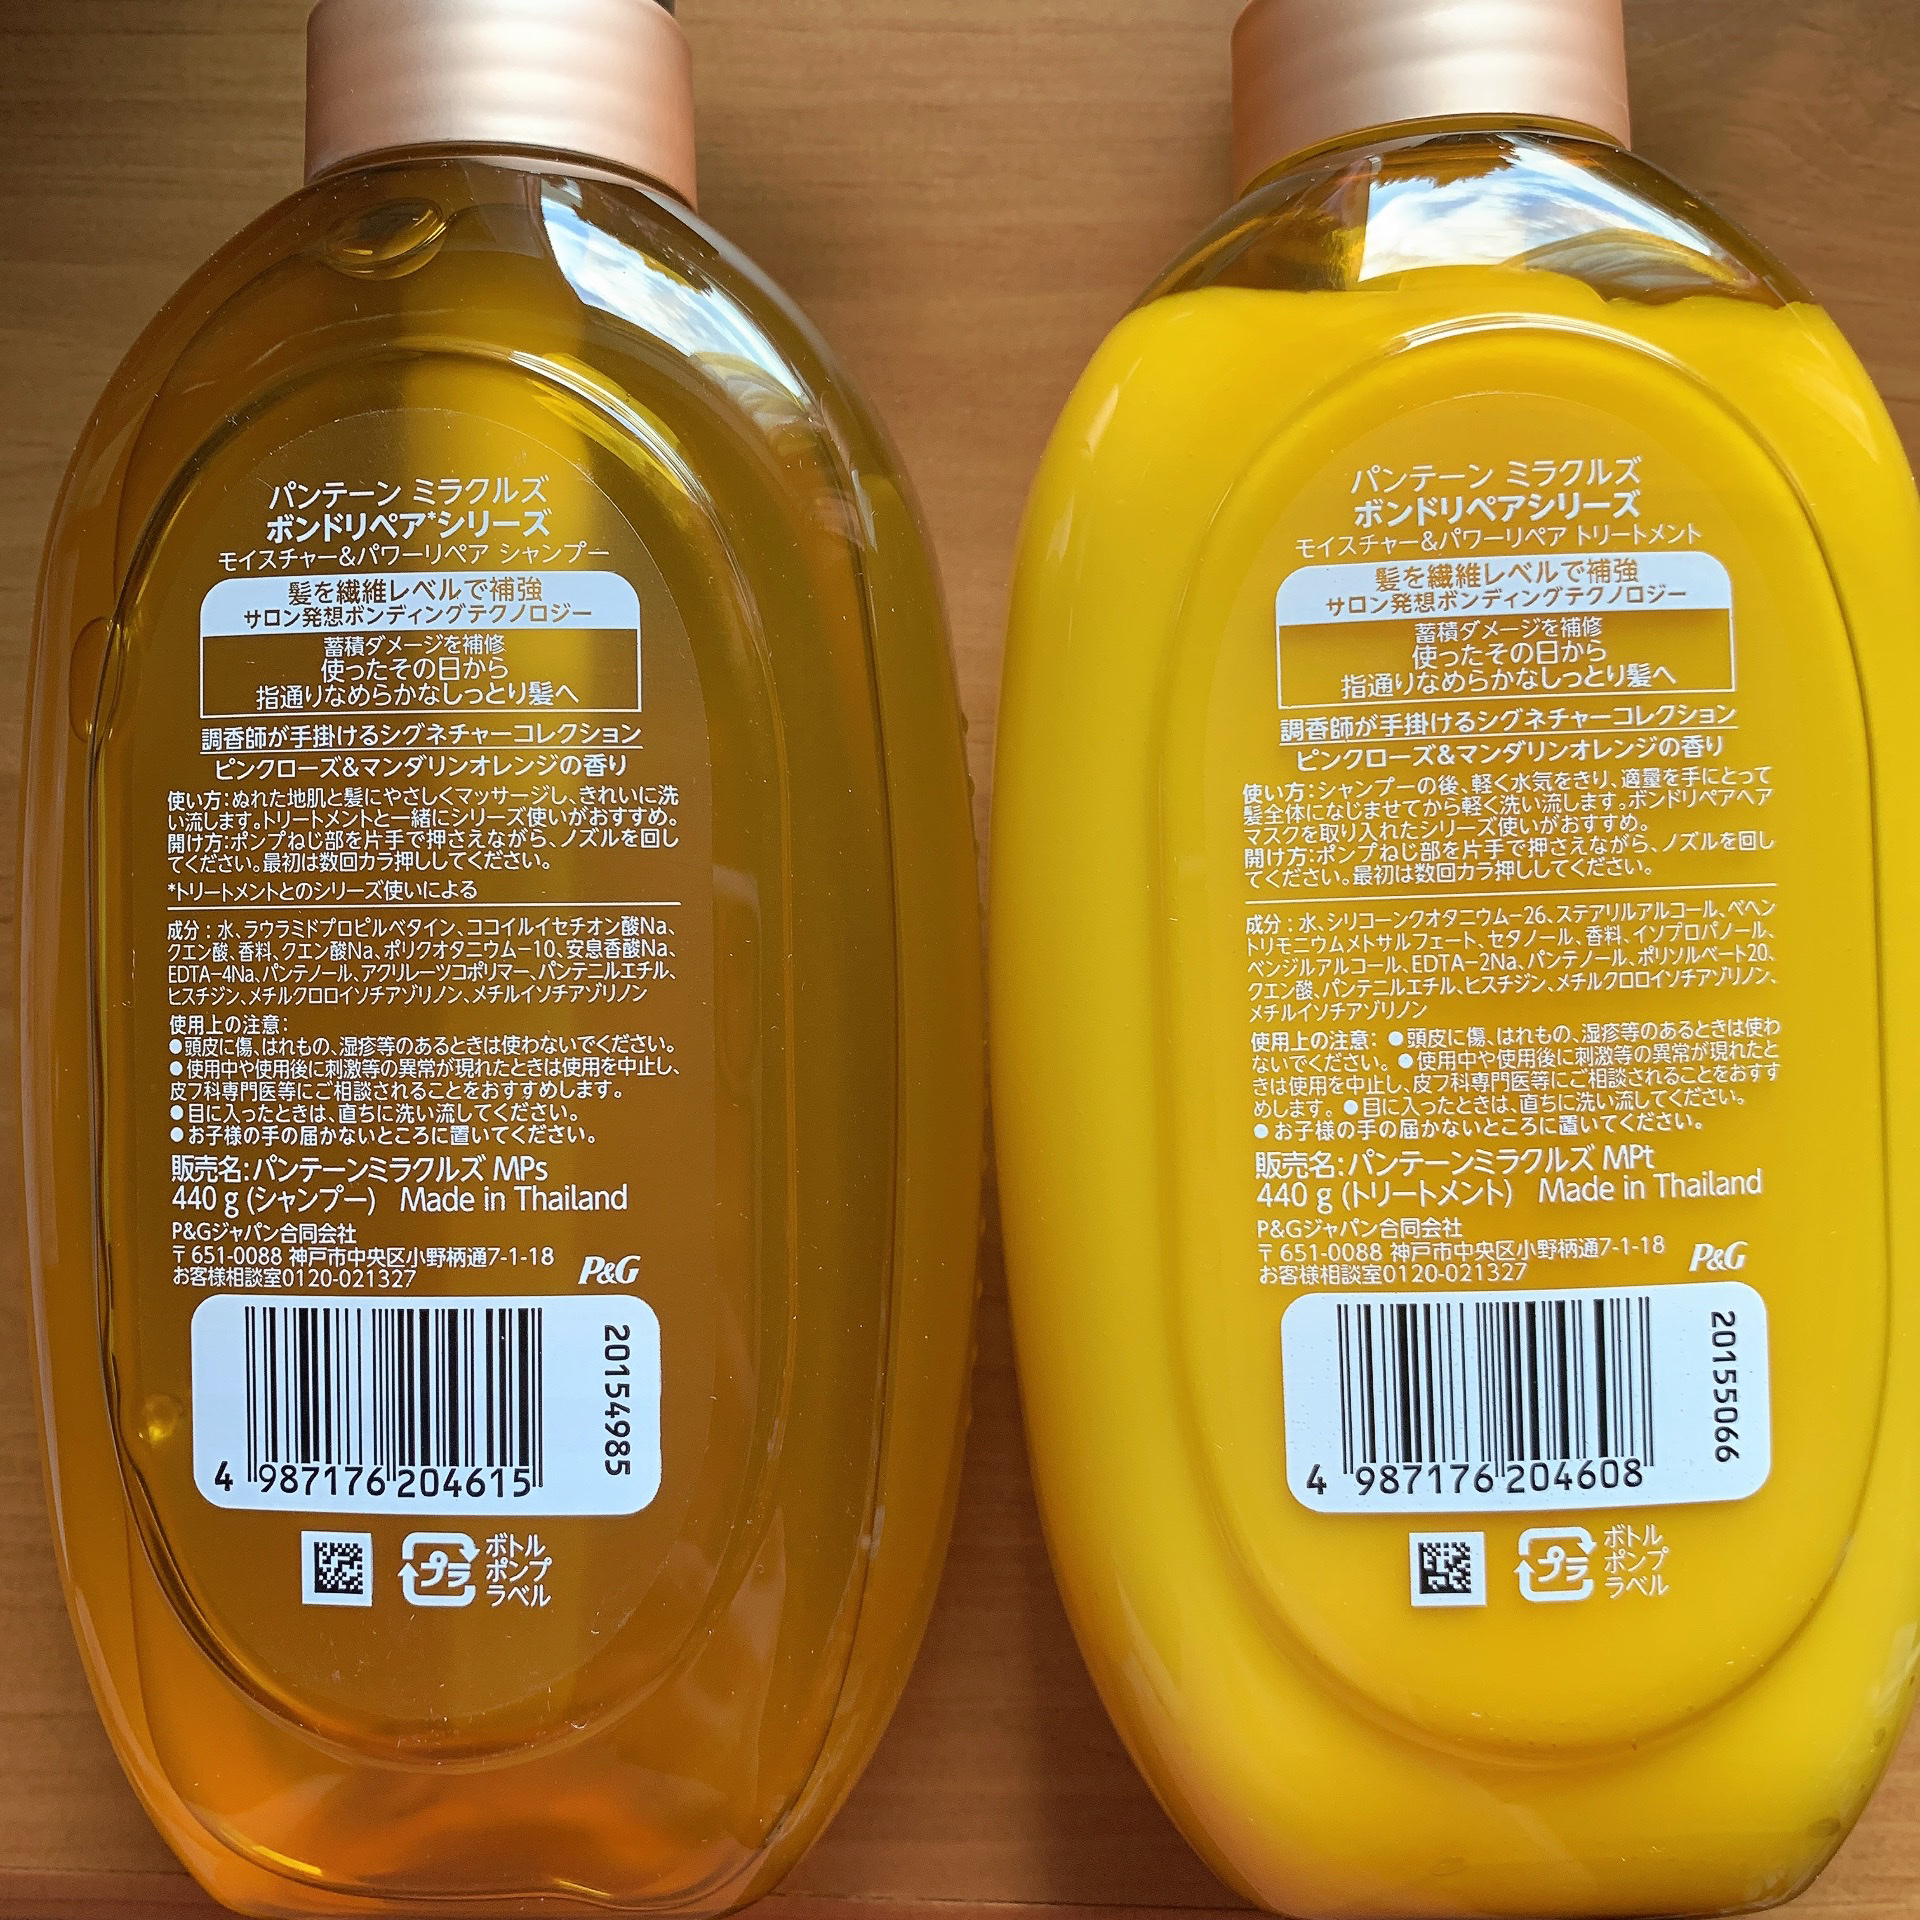 パンテーン ミラクルズ
ボンドリペア*シリーズ
モイスチャー&パワーリペア シャンプー
髪を繊維レベルで補強
サロン発想ボンディングテクノロジー
蓄積ダメージを補修
使ったその日から
指通りなめらかなしっとり髪へ
調香師が手掛けるシグネチャーコレクション
ピンクローズ&マンダリンオレンジの香り
使い方:ぬれた地肌と髪にやさしくマッサージし、きれいに洗
い流します。トリートメントと一緒にシリーズ使いがおすすめ。
開け方:ポンプねじ部を片手で押さえながら、ノズルを回し
てください。最初は数回カラ押ししてください。
*トリートメントとのシリーズ使いによる
成分:水、ラウラミドプロピルベタイン、ココイルイセチオン酸Na、
クエン酸、香料、クエン酸Na、ポリクオタニウム-10、安息香酸Na、
EDTA-4Na、パンテノール、アクリレーツコポリマー、パンテニルエチル、
ヒスチジン、メチルクロロイソチアゾリノン、メチルイソチアゾリノン
使用上の注意:
●頭皮に傷、はれもの、湿疹等のあるときは使わないでください。
●使用中や使用後に刺激等の異常が現れたときは使用を中止し、
皮フ科専門医等にご相談されることをおすすめします。
●目に入ったときは、直ちに洗い流してください。
●お子様の手の届かないところに置いてください。
販売名:パンテーンミラクルズ MPs
440 g (シャンプー) Made in Thailand
P&Gジャパン合同会社
〒651-0088 神戸市中央区小野柄通7-1-18
お客様相談室0120-021327
P&G
20154985
4 987176 204615
プラ
ボトル
ポンプ
ラベル
パンテーン ミラクルズ
ボンドリペアシリーズ
モイスチャー&パワーリペア トリートメント
髪を繊維レベルで補強
サロン発想ボンディングテクノロジー
蓄積ダメージを補修
使ったその日から
指通りなめらかなしっとり髪へ
調香師が手掛けるシグネチャーコレクション
ピンクローズ&マンダリンオレンジの香り
使い方:シャンプーの後、軽く水気をきり、適量を手にとって
髪全体になじませてから軽く洗い流します。ボンドリペアヘア
マスクを取り入れたシリーズ使いがおすすめ。
開け方:ポンプねじ部を片手で押さえながら、ノズルを回し
てください。最初は数回カラ押ししてください。
成分:水、シリコーンクオタニウム-26、ステアリルアルコール、ベヘン
トリモニウムメトサルフェート、セタノール、香料、イソプロパノール、
ベンジルアルコール、EDTA-2Na、パンテノール、ポリソルベート20、
クエン酸、パンテニルエチル、ヒスチジン、メチルクロロイソチアゾリノン、
メチルイソチアゾリノン
使用上の注意: ●頭皮に傷、はれもの、湿疹等のあるときは使わ
ないでください。 ●使用中や使用後に刺激等の異常が現れたと
きは使用を中止し、皮フ科専門医等にご相談されることをおすす
めします。 ●目に入ったときは、直ちに洗い流してください。
●お子様の手の届かないところに置いてください。
販売名:パンテーンミラクルズ MPt
440 g (トリートメント) Made in Thailand
P&Gジャパン合同会社
〒651-0088 神戸市中央区小野柄通7-1-18
お客様相談室0120-021327
P&G
20155066
4 987176 204608
プラ
ボトル
ポンプ
ラベル